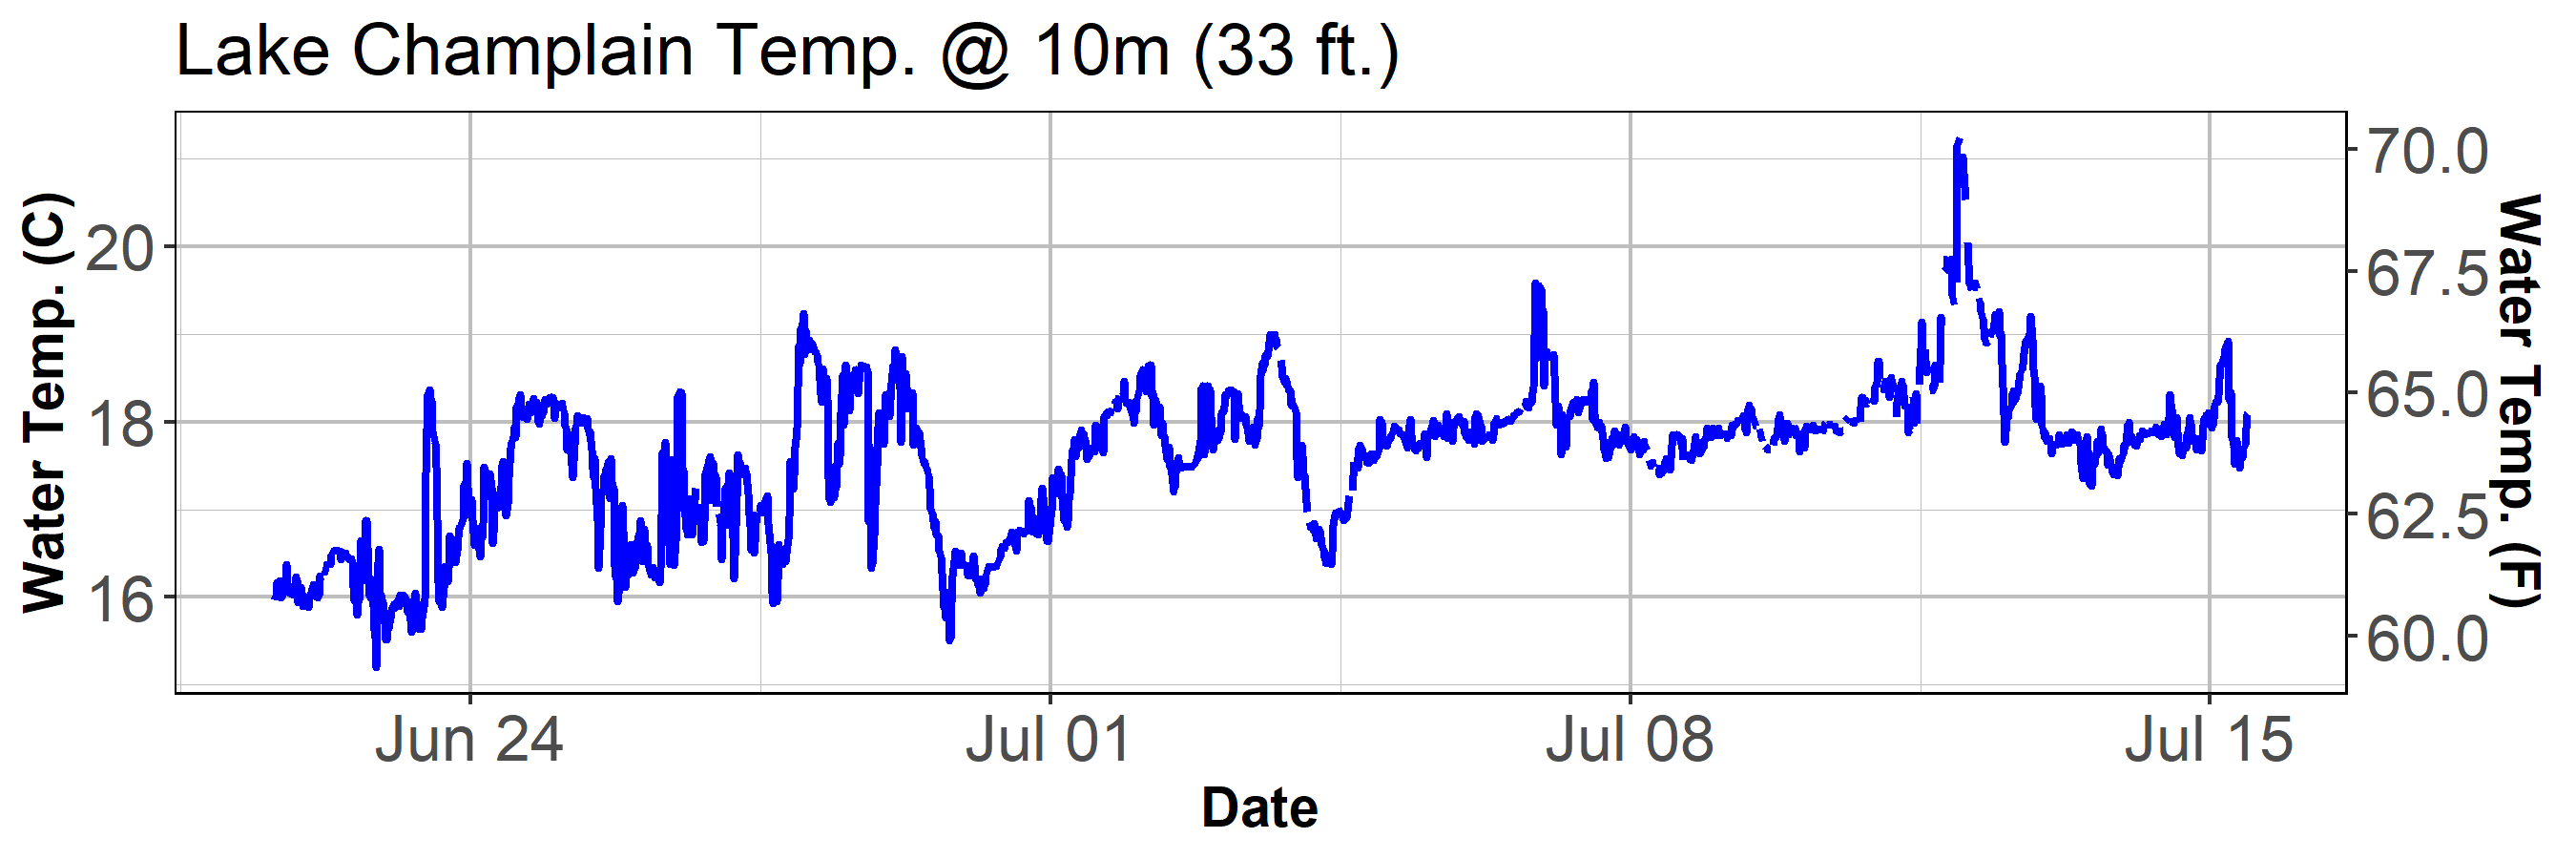 Lake Champlain Temp. @ 10m (33 ft.)
Water Temp. (C)
20
18
16
70.0
67.5
65.0
62.5
60.0
Water Temp. (F)
Jun 24
Jul 01
Jul 08
Jul 15
Date